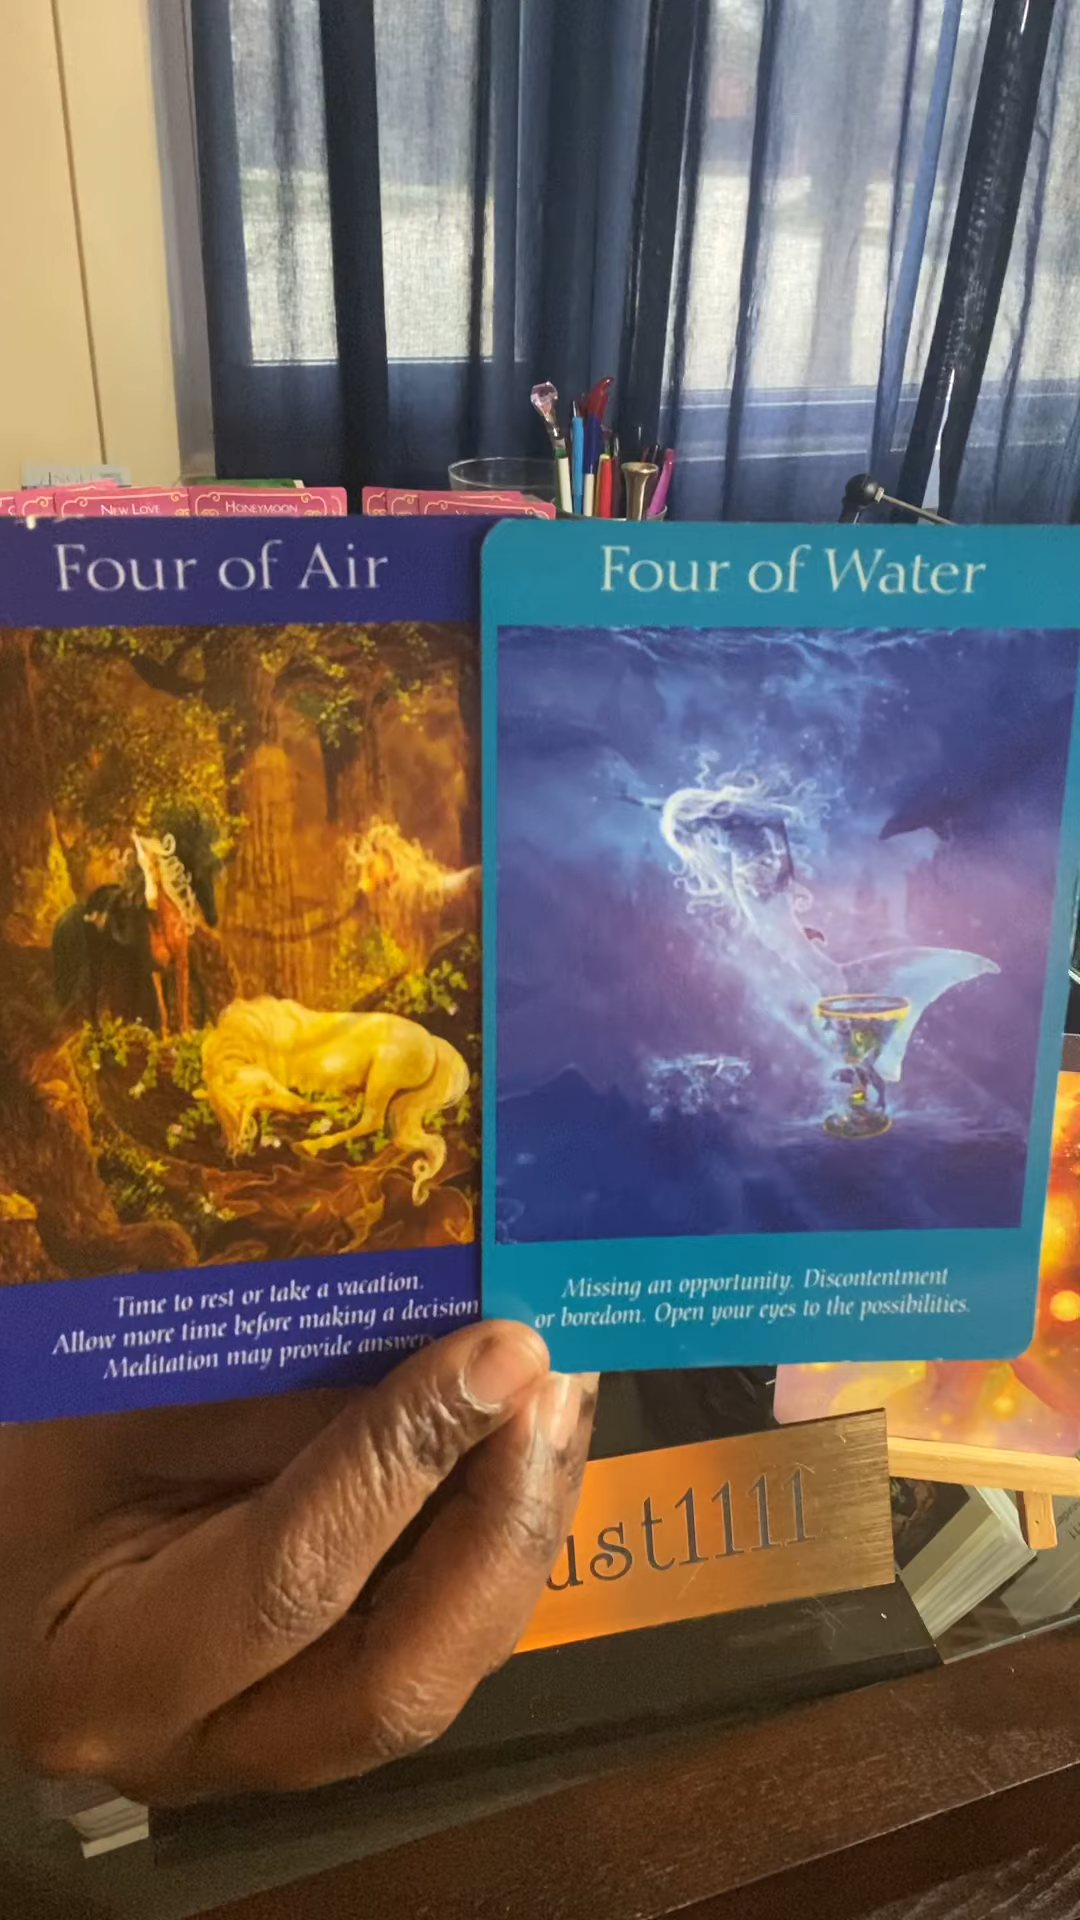 New Love
Honeymoon
Four of Air
Four of Water
Time to rest or take a vacation.
Allow more time before making a decision
Meditation may provide answers
Missing an opportunity. Discontentment
or boredom. Open your eyes to the possibilities.
ust1111